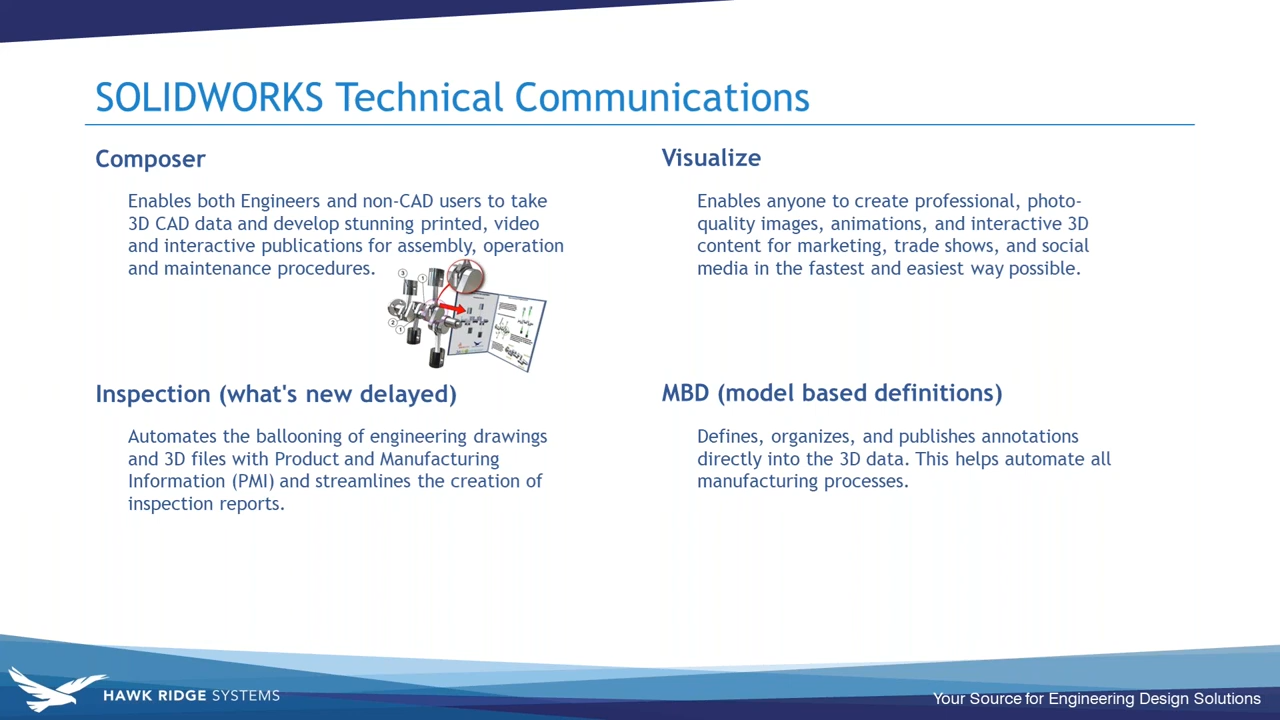 SOLIDWORKS Technical Communications
Composer
Enables both Engineers and non-CAD users to take
3D CAD data and develop stunning printed, video
and interactive publications for assembly, operation
and maintenance procedures.
3
1
2
1
Visualize
Enables anyone to create professional, photo-
quality images, animations, and interactive 3D
content for marketing, trade shows, and social
media in the fastest and easiest way possible.
Inspection (what's new delayed)
Automates the ballooning of engineering drawings
and 3D files with Product and Manufacturing
Information (PMI) and streamlines the creation of
inspection reports.
MBD (model based definitions)
Defines, organizes, and publishes annotations
directly into the 3D data. This helps automate all
manufacturing processes.
HAWK RIDGE SYSTEMS
Your Source for Engineering Design Solutions